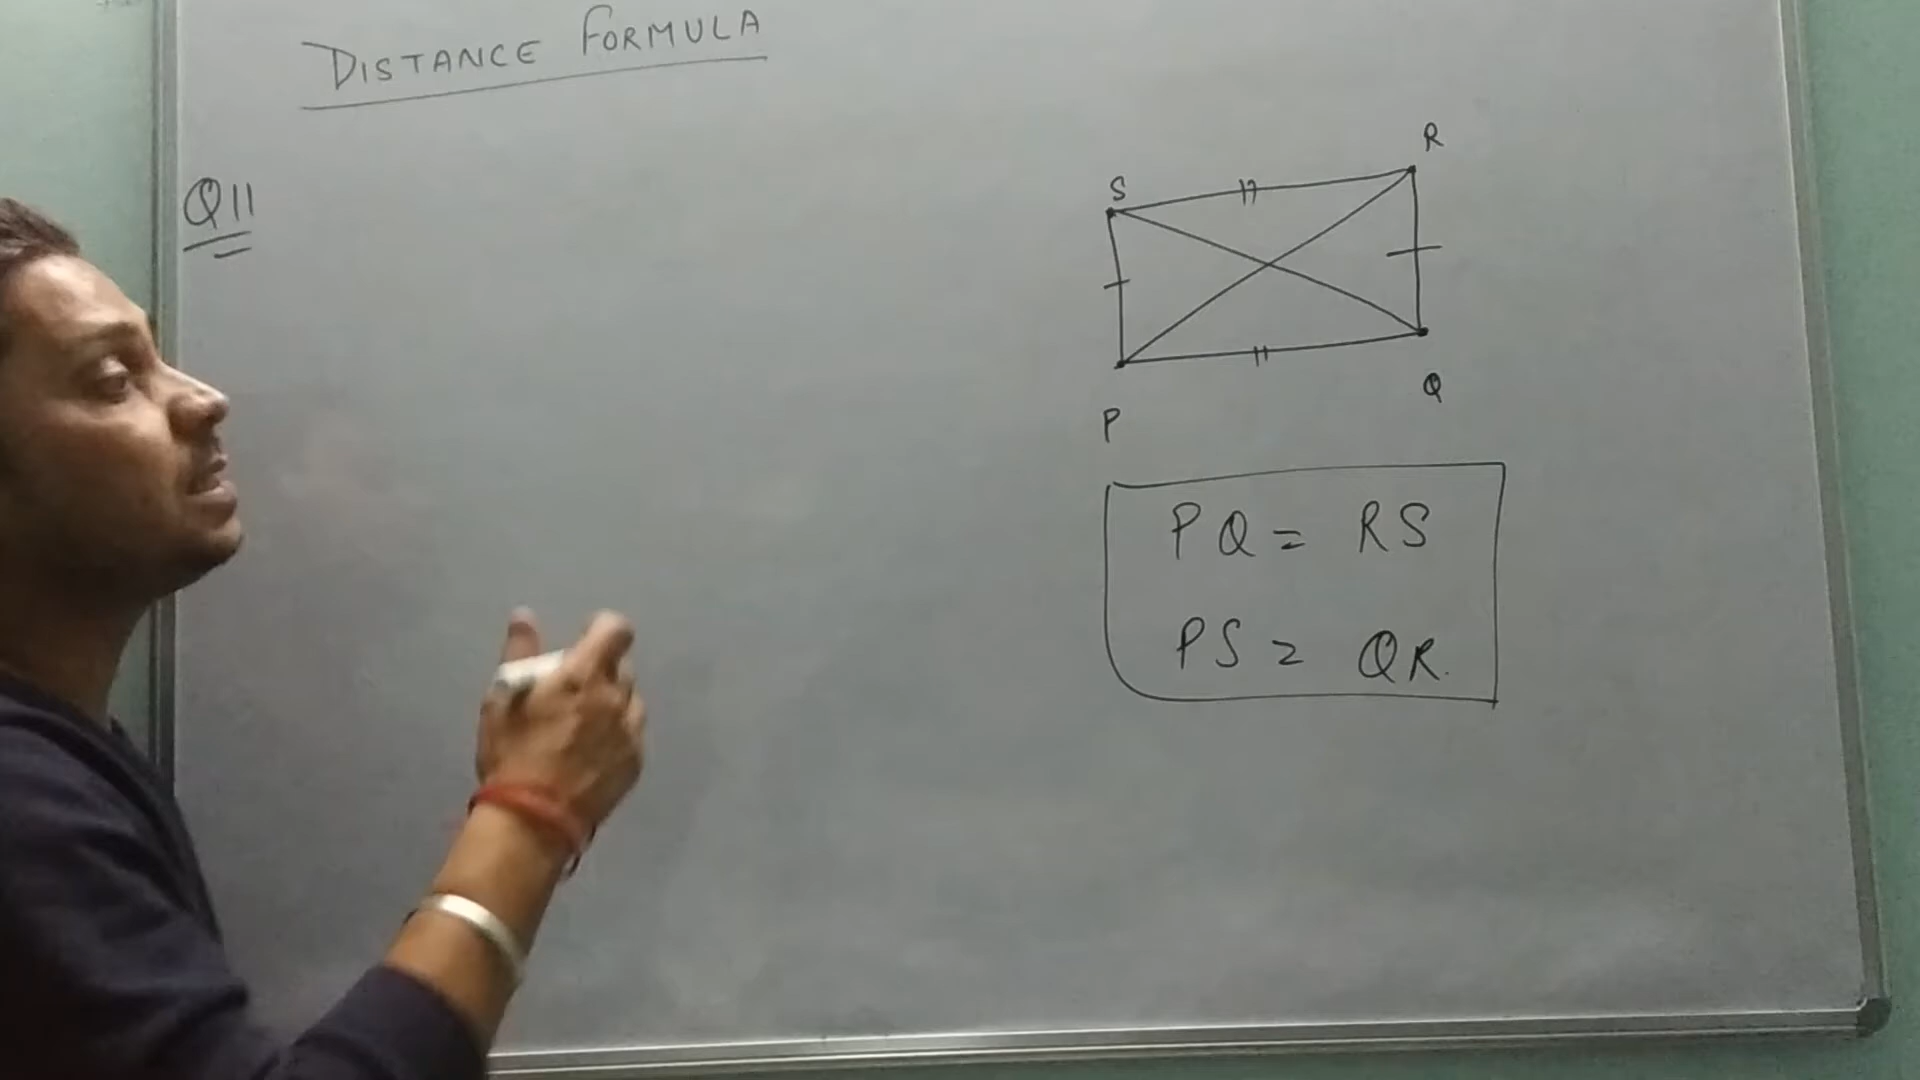 DISTANCE FORMULA
Q11
R
S
Q
P
PQ = RS
PS = QR.